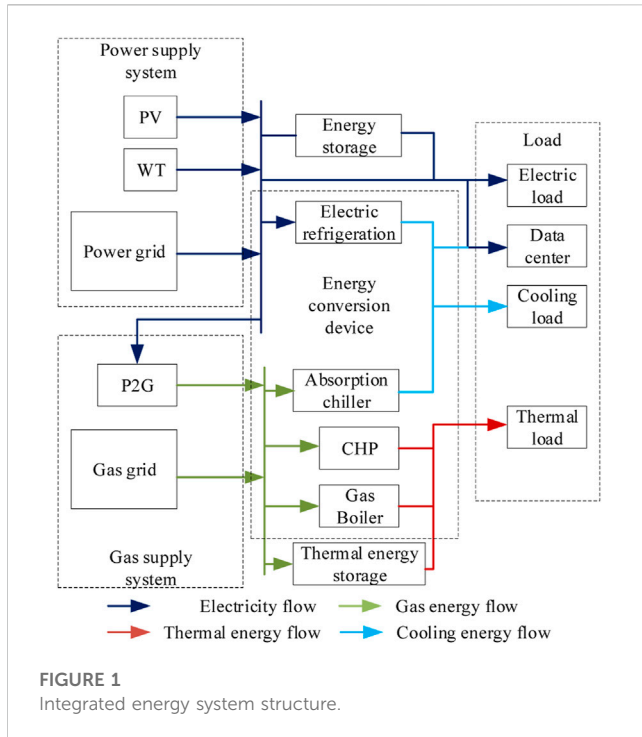 Power supply
system
PV
WT
Power grid
Energy
storage
Load
Electric
load
Electric
refrigeration
Data
center
Energy
conversion
device
Cooling
load
P2G
Absorption
chiller
Thermal
load
Gas grid
CHP
Gas
Boiler
Gas supply
system
Thermal energy
storage
Electricity flow
Gas energy flow
Thermal energy flow
Cooling energy flow
FIGURE 1
Integrated energy system structure.